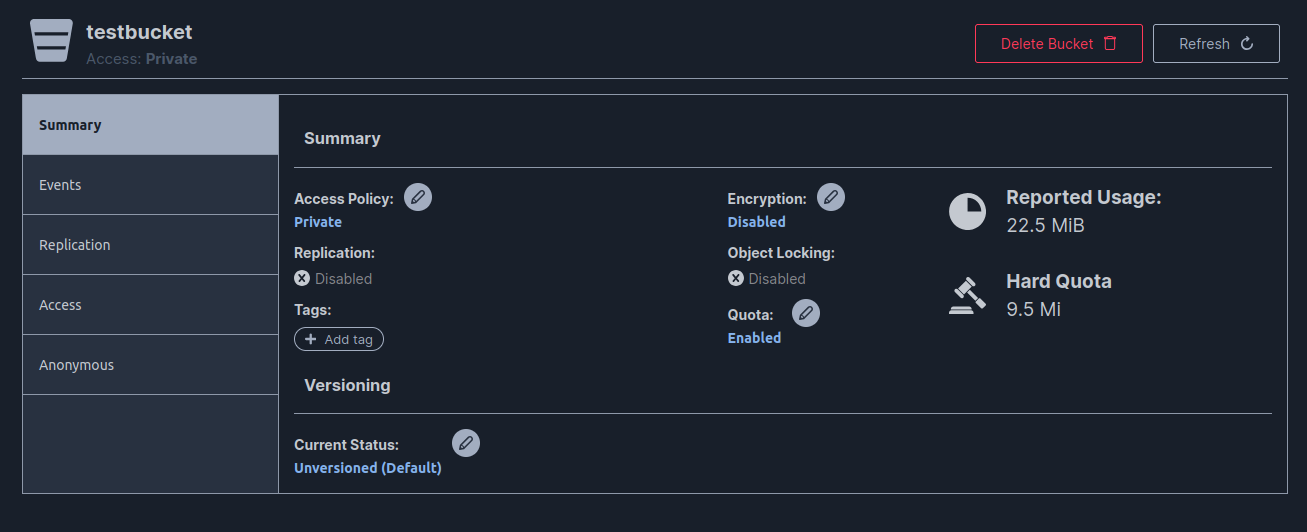 testbucket
Access: Private
Delete Bucket
Refresh
Summary
Events
Replication
Access
Anonymous
Summary
Access Policy:
Private
Replication:
Disabled
Tags:
Add tag
Encryption:
Disabled
Object Locking:
Disabled
Quota:
Enabled
Reported Usage:
22.5 MiB
Hard Quota
9.5 Mi
Versioning
Current Status:
Unversioned (Default)